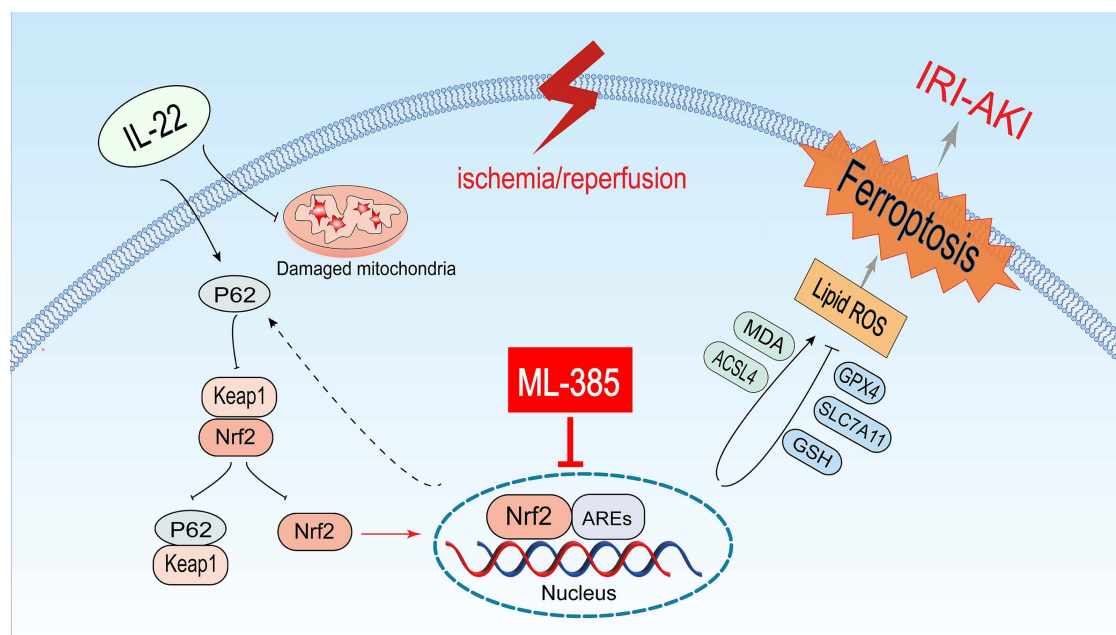 IL-22
ischemia/reperfusion
IRI-AKI
Ferroptosis
Damaged mitochondria
P62
Lipid ROS
MDA
ACSL4
GPX4
SLC7A11
GSH
ML-385
Keap1
Nrf2
P62
Keap1
Nrf2
Nrf2
AREs
Nucleus